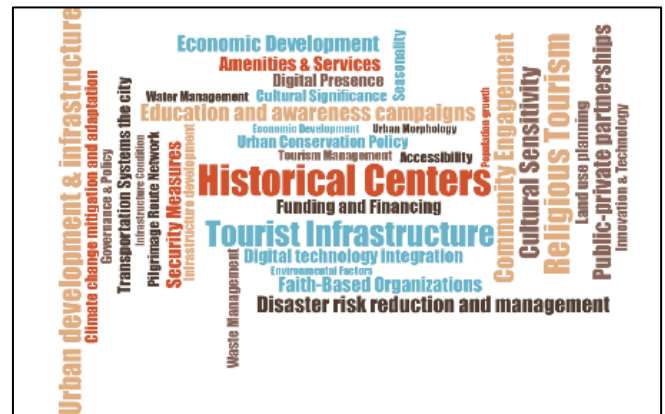 Urban development & infrastructure
Climate change mitigation and adaptation
Governance & Policy
Transportation Systems the city
Infrastructure Condition
Pilgrimage Route Network
Security Measures
Infrastructure development
Economic Development
Amenities & Services
Digital Presence
Seasonality
Water Management
Cultural Significance
Education and awareness campaigns
Economic Development
Urban Morphology
Urban Conservation Policy
Tourism Management
Accessibility
Population growth
Historical Centers
Funding and Financing
Tourist Infrastructure
Digital technology integration
Environmental Factors
Faith-Based Organizations
Disaster risk reduction and management
Waste Management
Community Engagement
Cultural Sensitivity
Religious Tourism
Land use planning
Public-private partnerships
Innovation & Technology